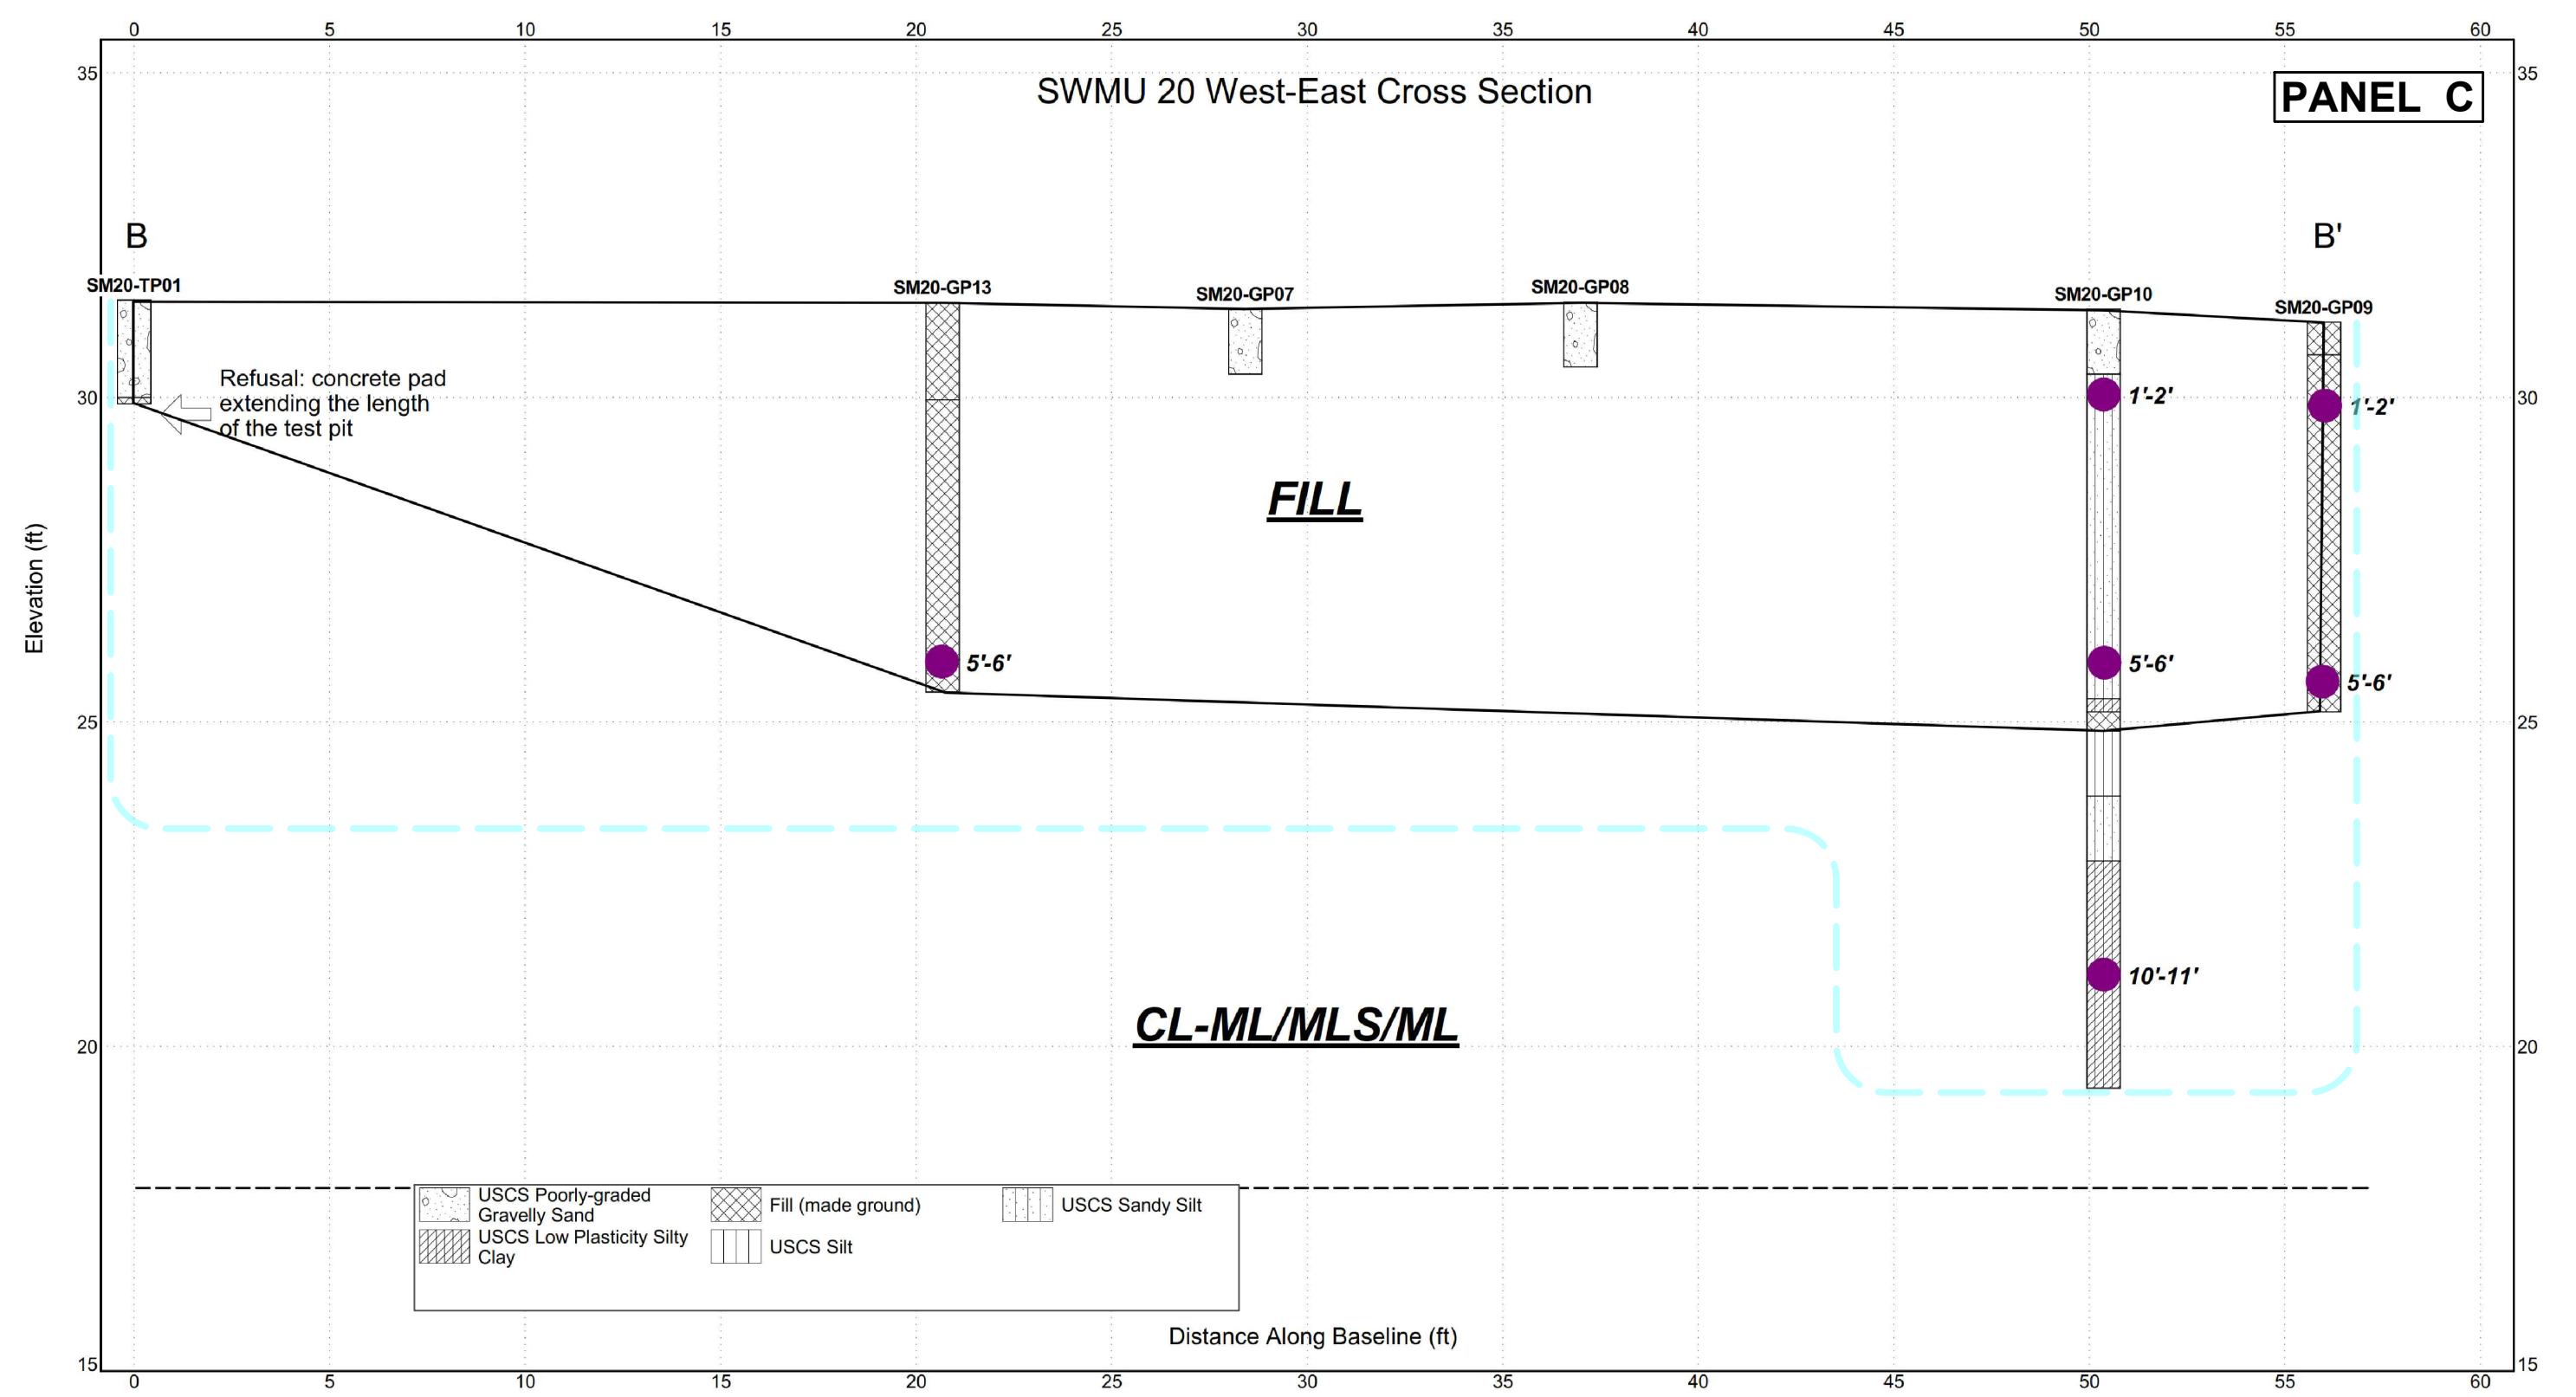 0 5 10 15 20 25 30 35 40 45 50 55 60
35 35
SWMU 20 West-East Cross Section
PANEL C
B B'
SM20-TP01 SM20-GP13 SM20-GP07 SM20-GP08 SM20-GP10 SM20-GP09
Refusal: concrete pad
extending the length
of the test pit
30 1'-2' 1'-2' 30
FILL
Elevation (ft)
5'-6' 5'-6' 5'-6'
25 25
10'-11'
CL-ML/MLS/ML
20 20
USCS Poorly-graded
Gravelly Sand
Fill (made ground)
USCS Sandy Silt
USCS Low Plasticity Silty
Clay
USCS Silt
Distance Along Baseline (ft)
15 15
0 5 10 15 20 25 30 35 40 45 50 55 60